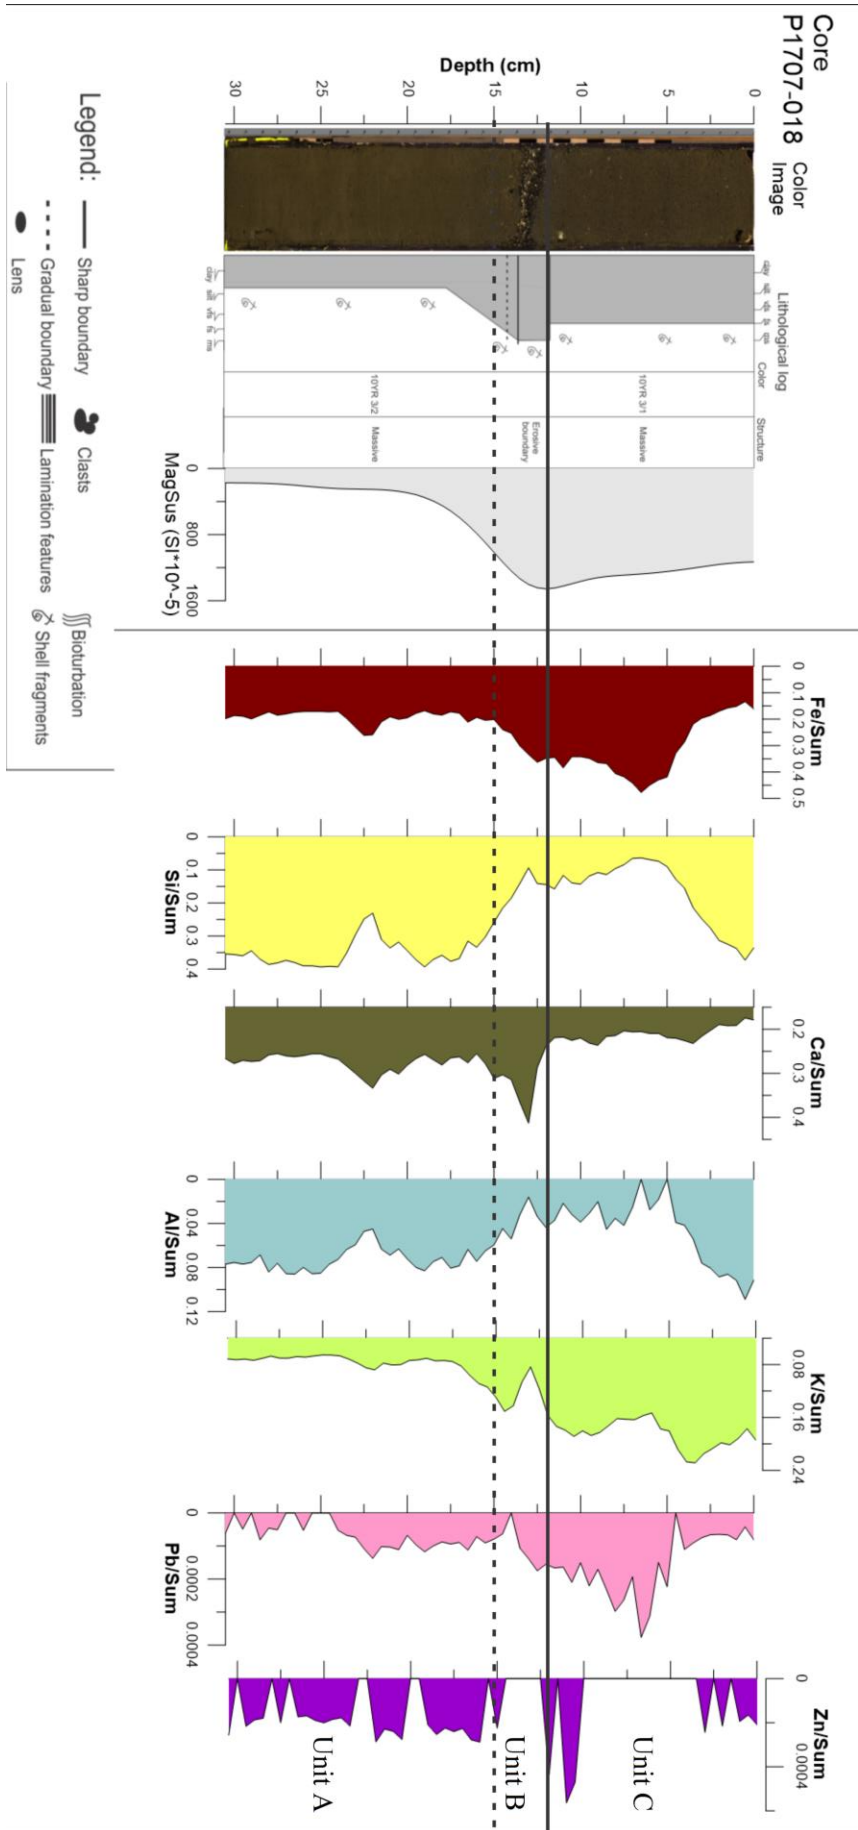 Core
P1707-018
Depth (cm)
0
5
10
15
20
25
30
Color
Image
Lithological log
clay
silt
vfs
fs
ms
clay
silt
vfs
fs
ms
Color
10YR 3/1
10YR 3/2
Structure
Massive
Erosive
boundary
Massive
0
800
1600
MagSus (SI*10^-5)
Fe/Sum
0
0.1
0.2
0.3
0.4
0.5
0
0.1
0.2
0.3
0.4
Si/Sum
Ca/Sum
0.2
0.3
0.4
0
0.04
0.08
0.12
Al/Sum
K/Sum
0.08
0.16
0.24
0
0.0002
0.0004
Pb/Sum
Zn/Sum
0
0.0004
Unit C
Unit B
Unit A
Legend:
Sharp boundary
Clasts
Bioturbation
Gradual boundary
Lamination features
Shell fragments
Lens